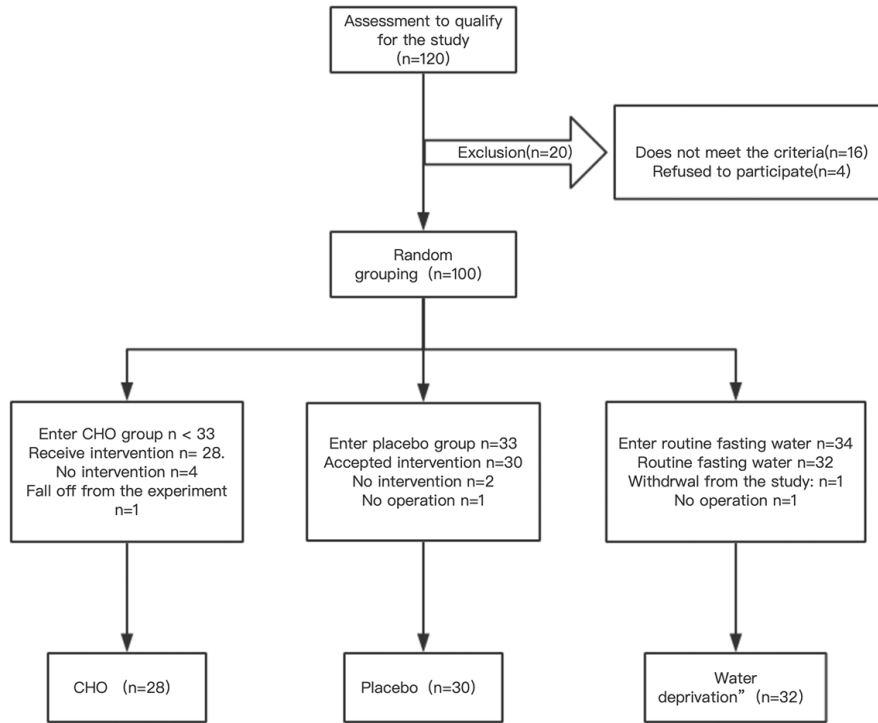 Assessment to qualify
for the study
(n=120)
Exclusion(n=20)
Does not meet the criteria(n=16)
Refused to participate(n=4)
Random
grouping (n=100)
Enter CHO group n < 33
Receive intervention n= 28.
No intervention n=4
Fall off from the experiment
n=1
Enter placebo group n=33
Accepted intervention n=30
No intervention n=2
No operation n=1
Enter routine fasting water n=34
Routine fasting water n=32
Withdrwal from the study: n=1
No operation n=1
CHO (n=28)
Placebo (n=30)
Water
deprivation” (n=32)